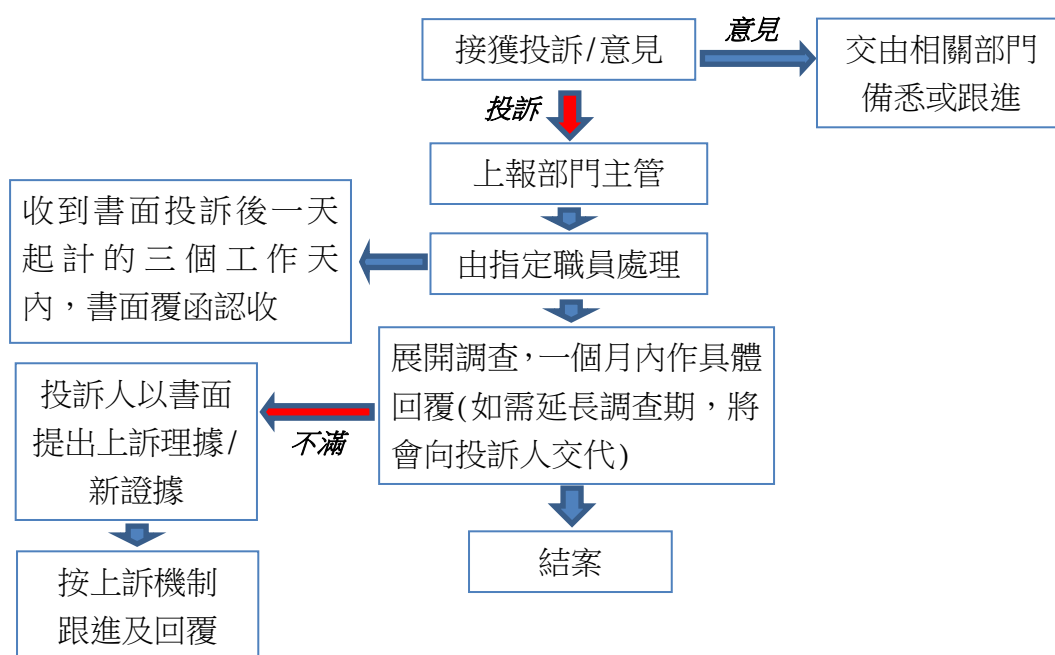 接獲投訴/意見
意見
交由相關部門
備悉或跟進
投訴
上報部門主管
收到書面投訴後一天
起計的三個工作天
內，書面覆函認收
由指定職員處理
展開調查，一個月內作具體
回覆(如需延長調查期，將
會向投訴人交代)
不滿
投訴人以書面
提出上訴理據/
新證據
結案
按上訴機制
跟進及回覆